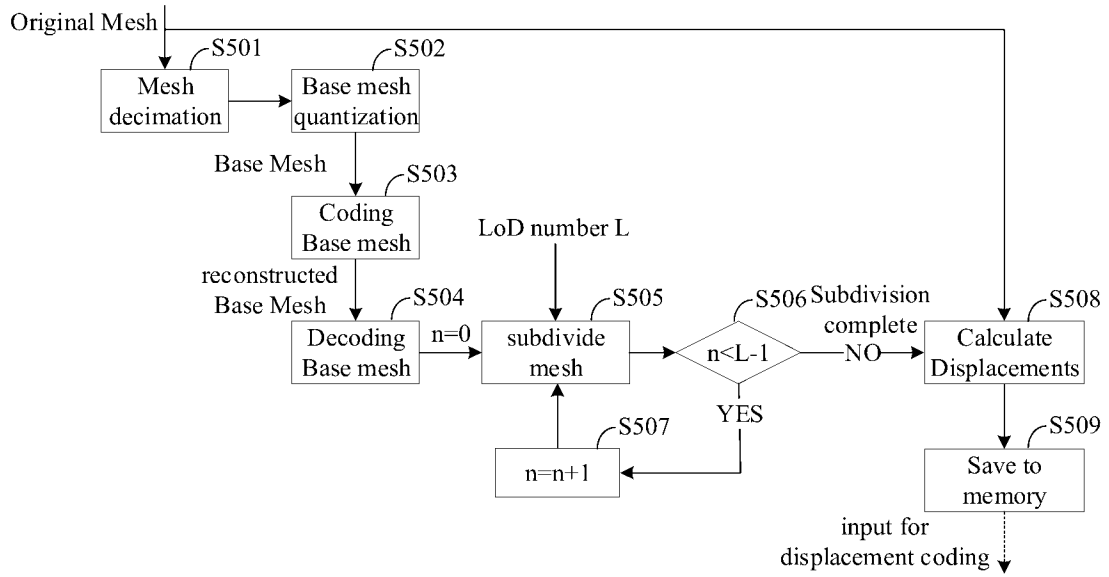 Original Mesh
S501
Mesh
decimation
S502
Base mesh
quantization
Base Mesh
S503
Coding
Base mesh
reconstructed
Base Mesh
S504
Decoding
Base mesh
n=0
LoD number L
S505
subdivide
mesh
S506
n<L-1
Subdivision
complete
NO
YES
S507
n=n+1
S508
Calculate
Displacements
S509
Save to
memory
input for
displacement coding